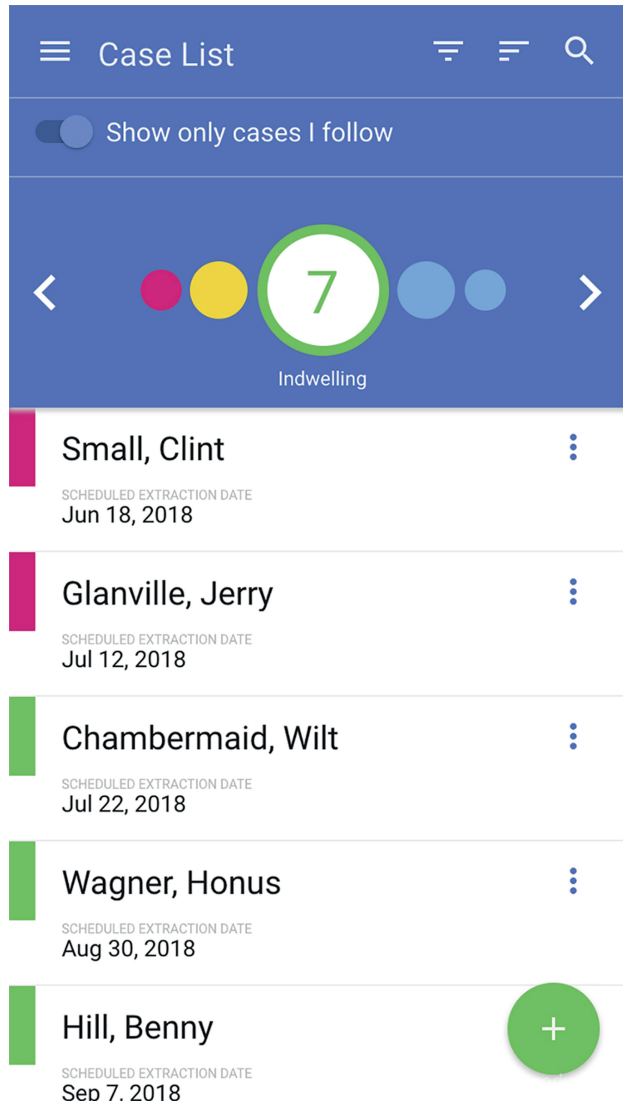 Case List
Show only cases I follow
7
Indwelling
Small, Clint
SCHEDULED EXTRACTION DATE
Jun 18, 2018
Glanville, Jerry
SCHEDULED EXTRACTION DATE
Jul 12, 2018
Chambermaid, Wilt
SCHEDULED EXTRACTION DATE
Jul 22, 2018
Wagner, Honus
SCHEDULED EXTRACTION DATE
Aug 30, 2018
Hill, Benny
SCHEDULED EXTRACTION DATE
Sep 7, 2018